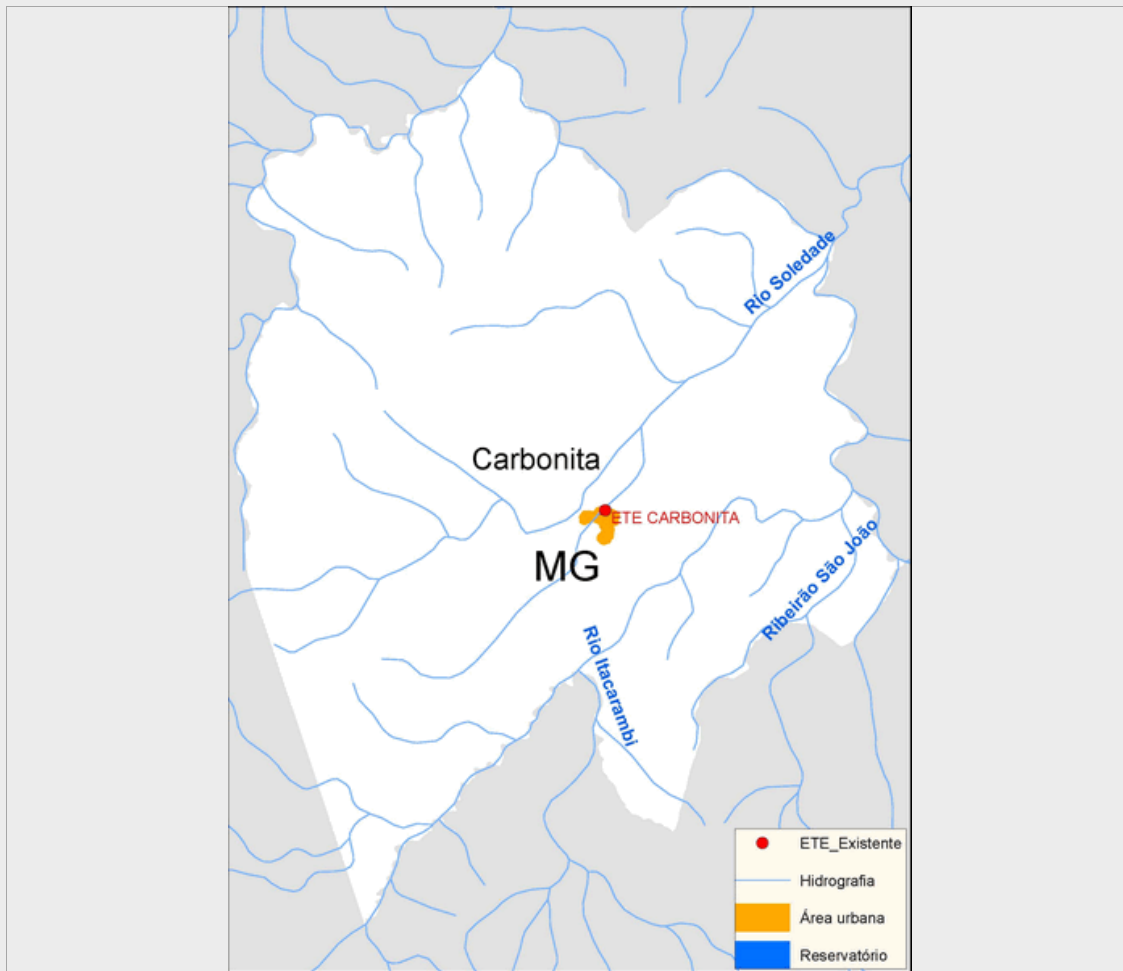 Rio Soledade
Carbonita
ETE CARBONITA
MG
Ribeirão São João
Rio Itacarambi
ETE_Existente
Hidrografia
Área urbana
Reservatório